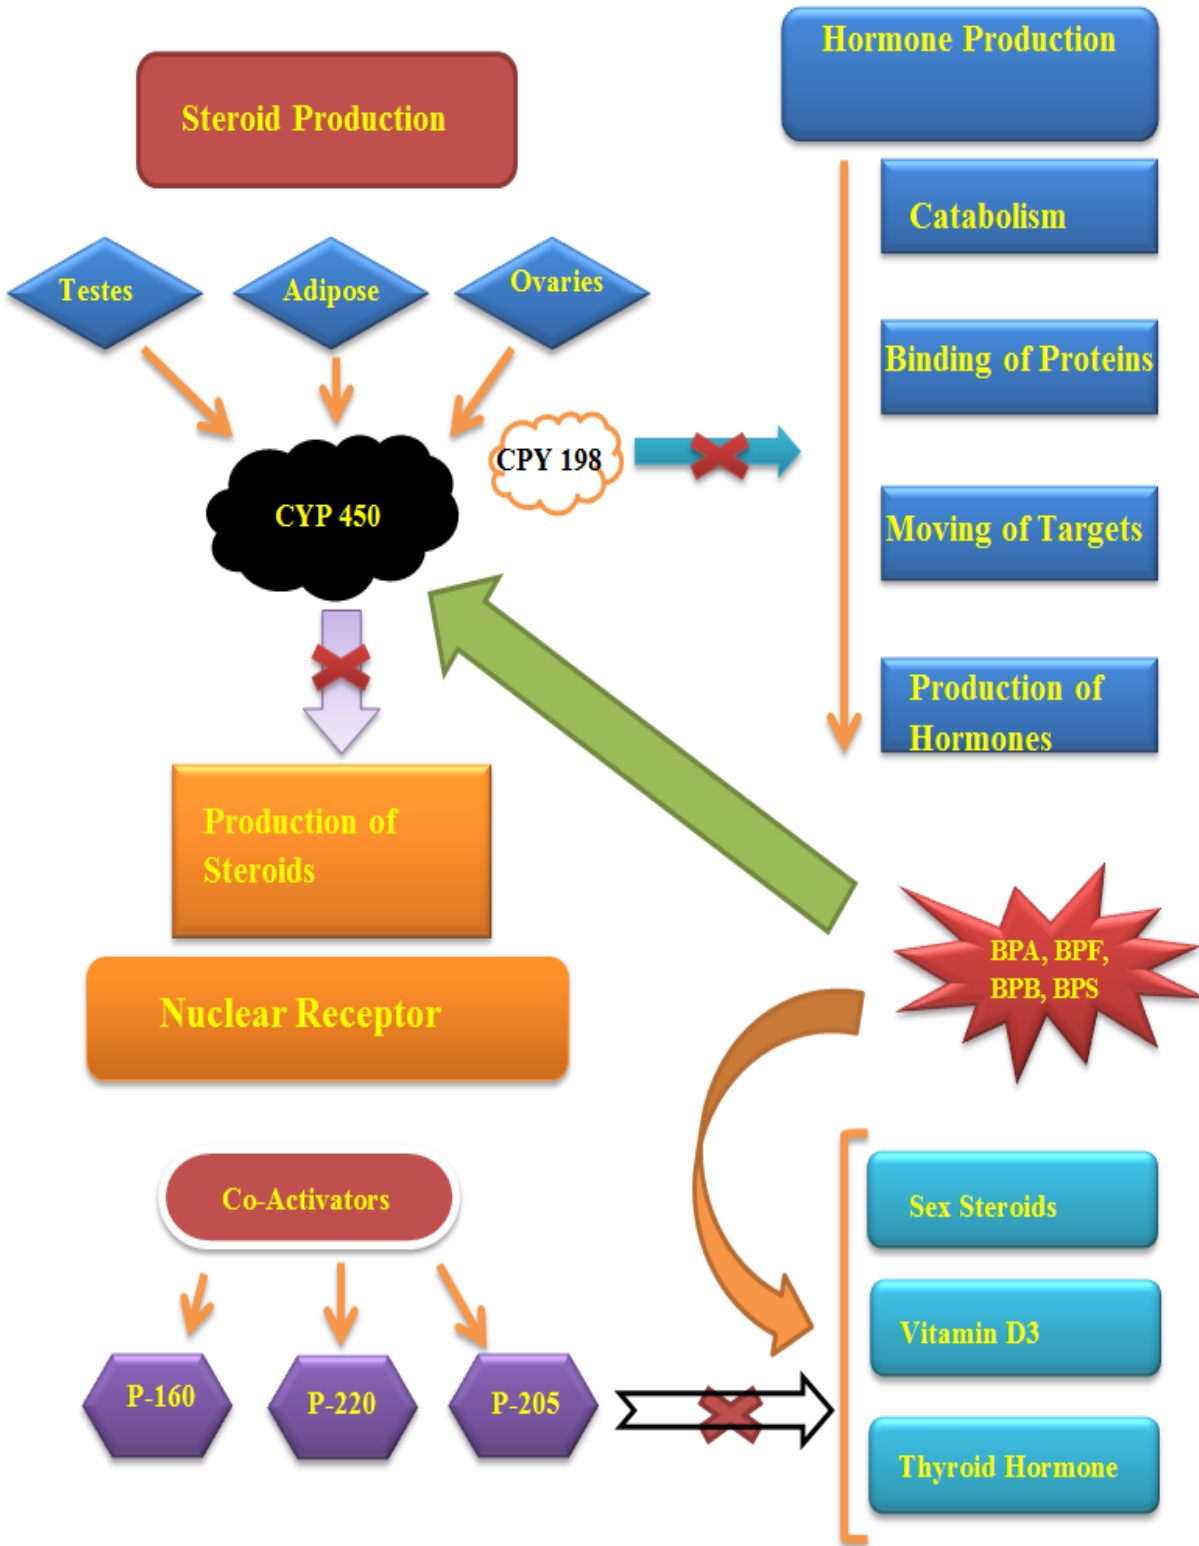 Hormone Production
Steroid Production
Catabolism
Testes
Adipose
Ovaries
Binding of Proteins
CPY 198
CYP 450
Moving of Targets
Production of
Hormones
Production of
Steroids
BPA, BPF,
BPB, BPS
Nuclear Receptor
Co-Activators
Sex Steroids
Vitamin D3
P-160
P-220
P-205
Thyroid Hormone